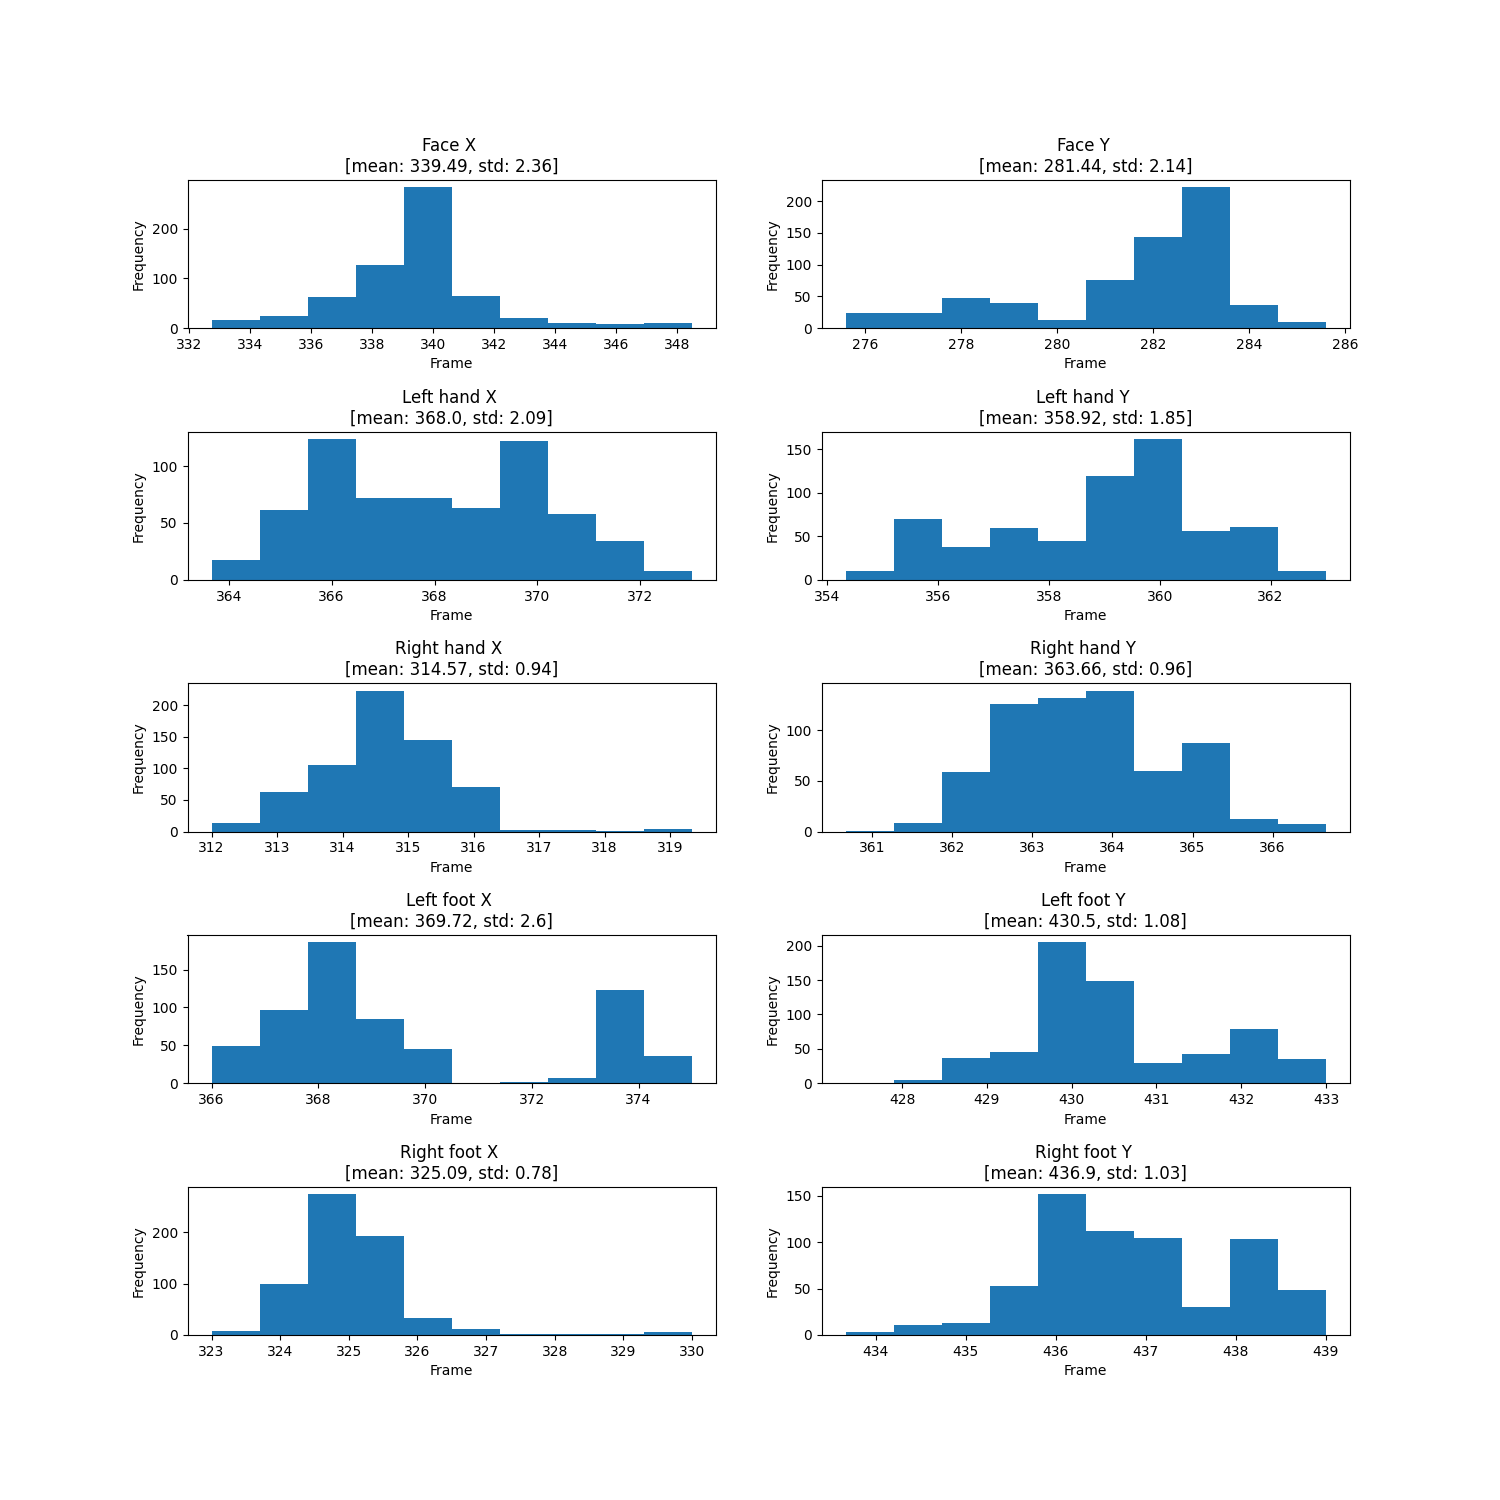 Face X
[mean: 339.49, std: 2.36]
Frequency
200
100
0
332 334 336 338 340 342 344 346 348
Frame
Face Y
[mean: 281.44, std: 2.14]
Frequency
200
150
100
50
0
276 278 280 282 284 286
Frame
Left hand X
[mean: 368.0, std: 2.09]
Frequency
100
50
0
364 366 368 370 372
Frame
Left hand Y
[mean: 358.92, std: 1.85]
Frequency
150
100
50
0
354 356 358 360 362
Frame
Right hand X
[mean: 314.57, std: 0.94]
Frequency
200
150
100
50
0
312 313 314 315 316 317 318 319
Frame
Right hand Y
[mean: 363.66, std: 0.96]
Frequency
100
50
0
361 362 363 364 365 366
Frame
Left foot X
[mean: 369.72, std: 2.6]
Frequency
150
100
50
0
366 368 370 372 374
Frame
Left foot Y
[mean: 430.5, std: 1.08]
Frequency
200
150
100
50
0
428 429 430 431 432 433
Frame
Right foot X
[mean: 325.09, std: 0.78]
Frequency
200
100
0
323 324 325 326 327 328 329 330
Frame
Right foot Y
[mean: 436.9, std: 1.03]
Frequency
150
100
50
0
434 435 436 437 438 439
Frame